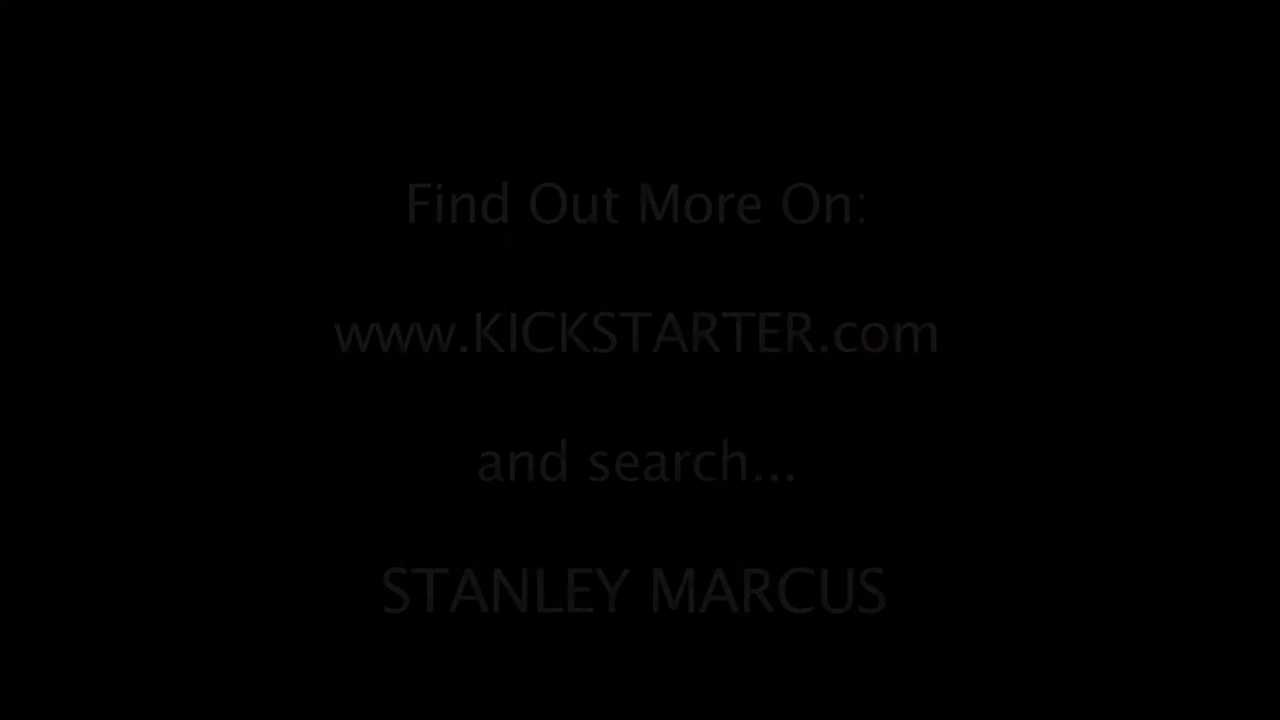 Find Out More On:
www.KICKSTARTER.com
and search...
STANLEY MARCUS